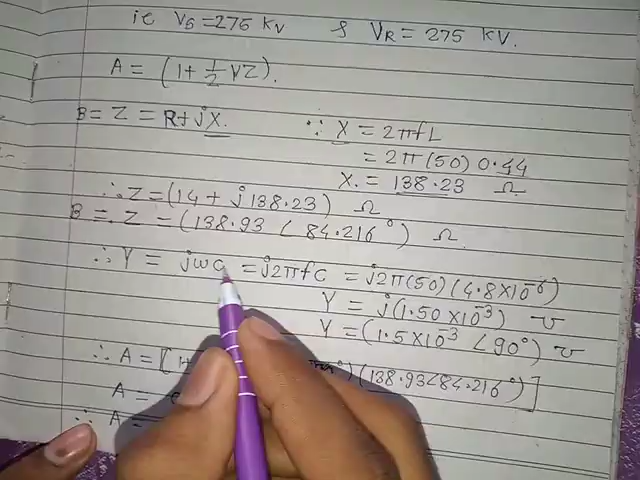 ie Vs = 275 kV & VR = 275 KV.
A = (1 + ½ YZ).
B = Z = R + jX. ∵ X = 2πfL
= 2π(50) 0.44
X. = 138.23 Ω
∴ Z = (14 + j 138.23) Ω
B = Z = (138.93 ∠ 84.216°) Ω.
∴ Y = jωc = j2πfc = j2π(50)(4.8×10⁻⁶)
Y = j(1.50×10⁻³) ʊ
Y = (1.5×10⁻³ ∠90°) ʊ
∴ A = [1+ )(138.93∠84.216°)]
A =
∴ A =